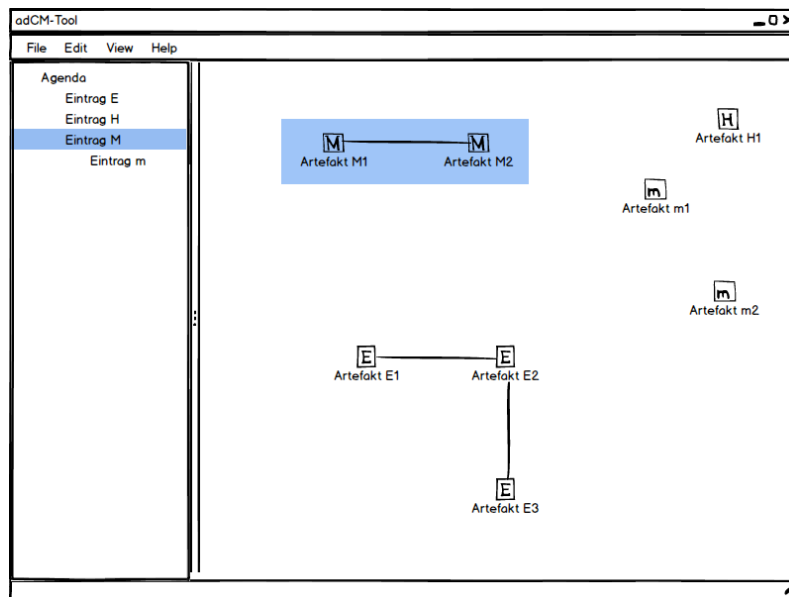 adCM-Tool
File Edit View Help
Agenda
Eintrag E
Eintrag H
Eintrag M
Eintrag m
M M
Artefakt M1 Artefakt M2
H
Artefakt H1
m
Artefakt m1
m
Artefakt m2
E E
Artefakt E1 Artefakt E2
E
Artefakt E3